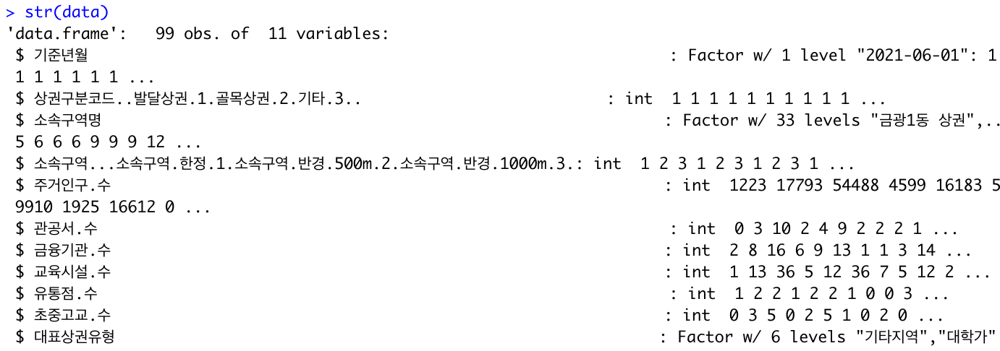 > str(data)
'data.frame':   99 obs. of  11 variables:
 $ 기준년월                                                              : Factor w/ 1 level "2021-06-01": 1
1 1 1 1 1 1 ...
 $ 상권구분코드..발달상권.1.골목상권.2.기타.3..                          : int  1 1 1 1 1 1 1 1 1 1 ...
 $ 소속구역명                                                            : Factor w/ 33 levels "금광1동 상권",..
5 6 6 6 9 9 9 12 ...
 $ 소속구역...소속구역.한정.1.소속구역.반경.500m.2.소속구역.반경.1000m.3.: int  1 2 3 1 2 3 1 2 3 1 ...
 $ 주거인구.수                                                           : int  1223 17793 54488 4599 16183 5
9910 1925 16612 0 ...
 $ 관공서.수                                                             : int  0 3 10 2 4 9 2 2 2 1 ...
 $ 금융기관.수                                                           : int  2 8 16 6 9 13 1 1 3 14 ...
 $ 교육시설.수                                                           : int  1 13 36 5 12 36 7 5 12 2 ...
 $ 유통점.수                                                             : int  1 2 2 1 2 2 1 0 0 3 ...
 $ 초중고교.수                                                           : int  0 3 5 0 2 5 1 0 2 0 ...
 $ 대표상권유형                                                          : Factor w/ 6 levels "기타지역","대학가"